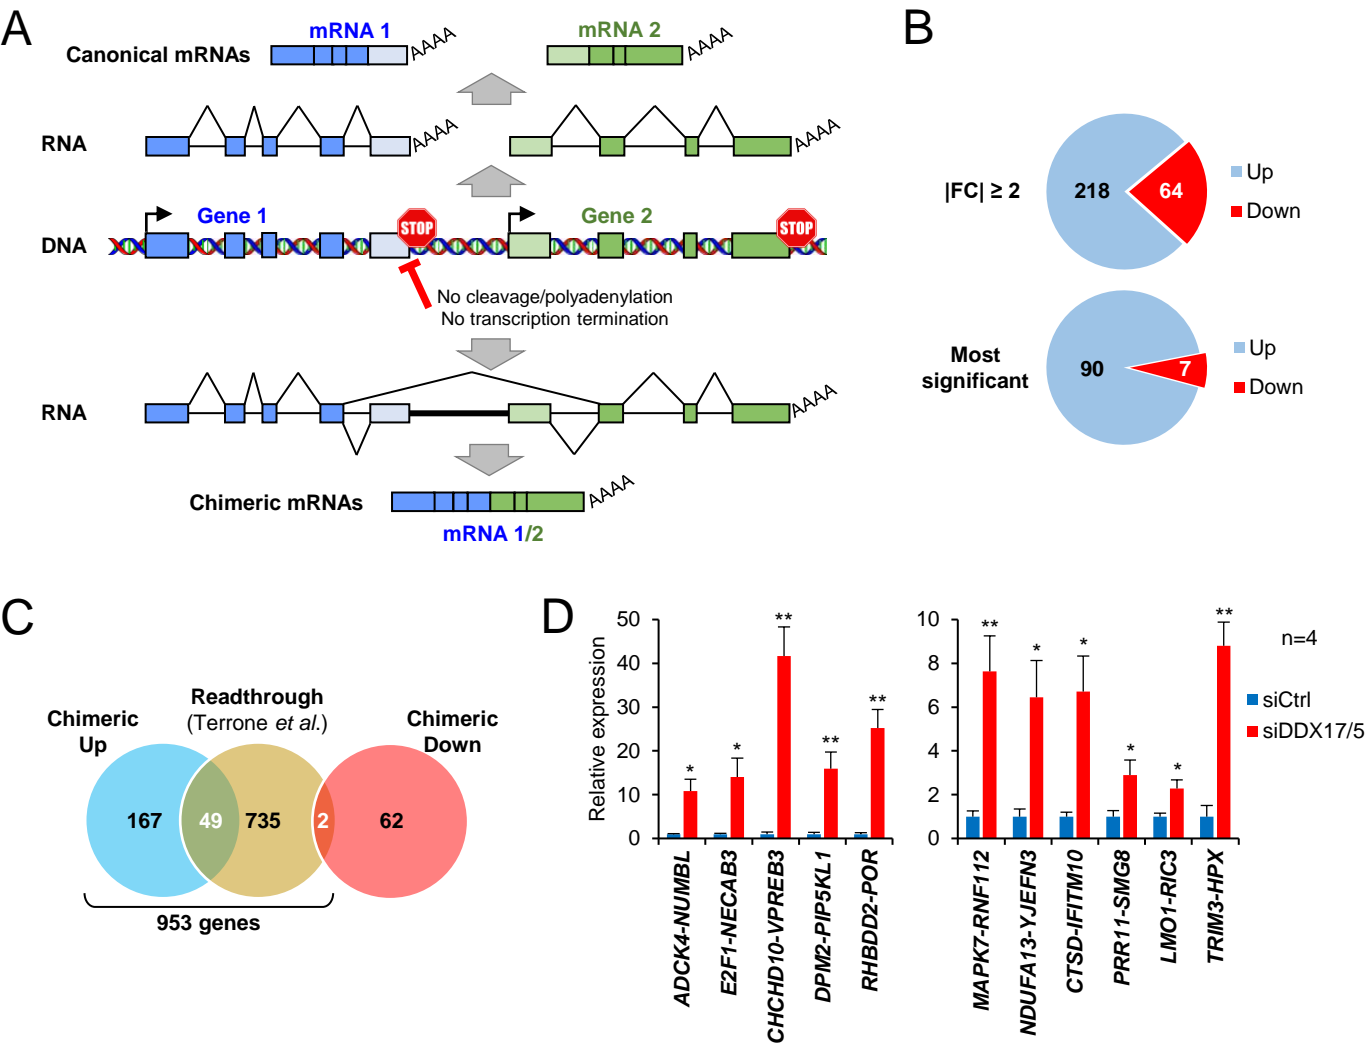 A
mRNA 1
mRNA 2
Canonical mRNAs
AAAA
AAAA
RNA
AAAA
AAAA
Gene 1
Gene 2
STOP
STOP
DNA
No cleavage/polyadenylation
No transcription termination
RNA
AAAA
Chimeric mRNAs
AAAA
mRNA 1/2
B
|FC| ≥ 2
218
64
Up
Down
Most
significant
90
7
Up
Down
C
Readthrough
(Terrone et al.)
Chimeric
Up
Chimeric
Down
167
49
735
2
62
953 genes
D
Relative expression
50
40
30
20
10
0
*
*
**
**
**
ADCK4-NUMBL
E2F1-NECAB3
CHCHD10-VPREB3
DPM2-PIP5KL1
RHBDD2-POR
10
8
6
4
2
0
**
*
*
*
*
**
MAPK7-RNF112
NDUFA13-YJEFN3
CTSD-IFITM10
PRR11-SMG8
LMO1-RIC3
TRIM3-HPX
n=4
siCtrl
siDDX17/5